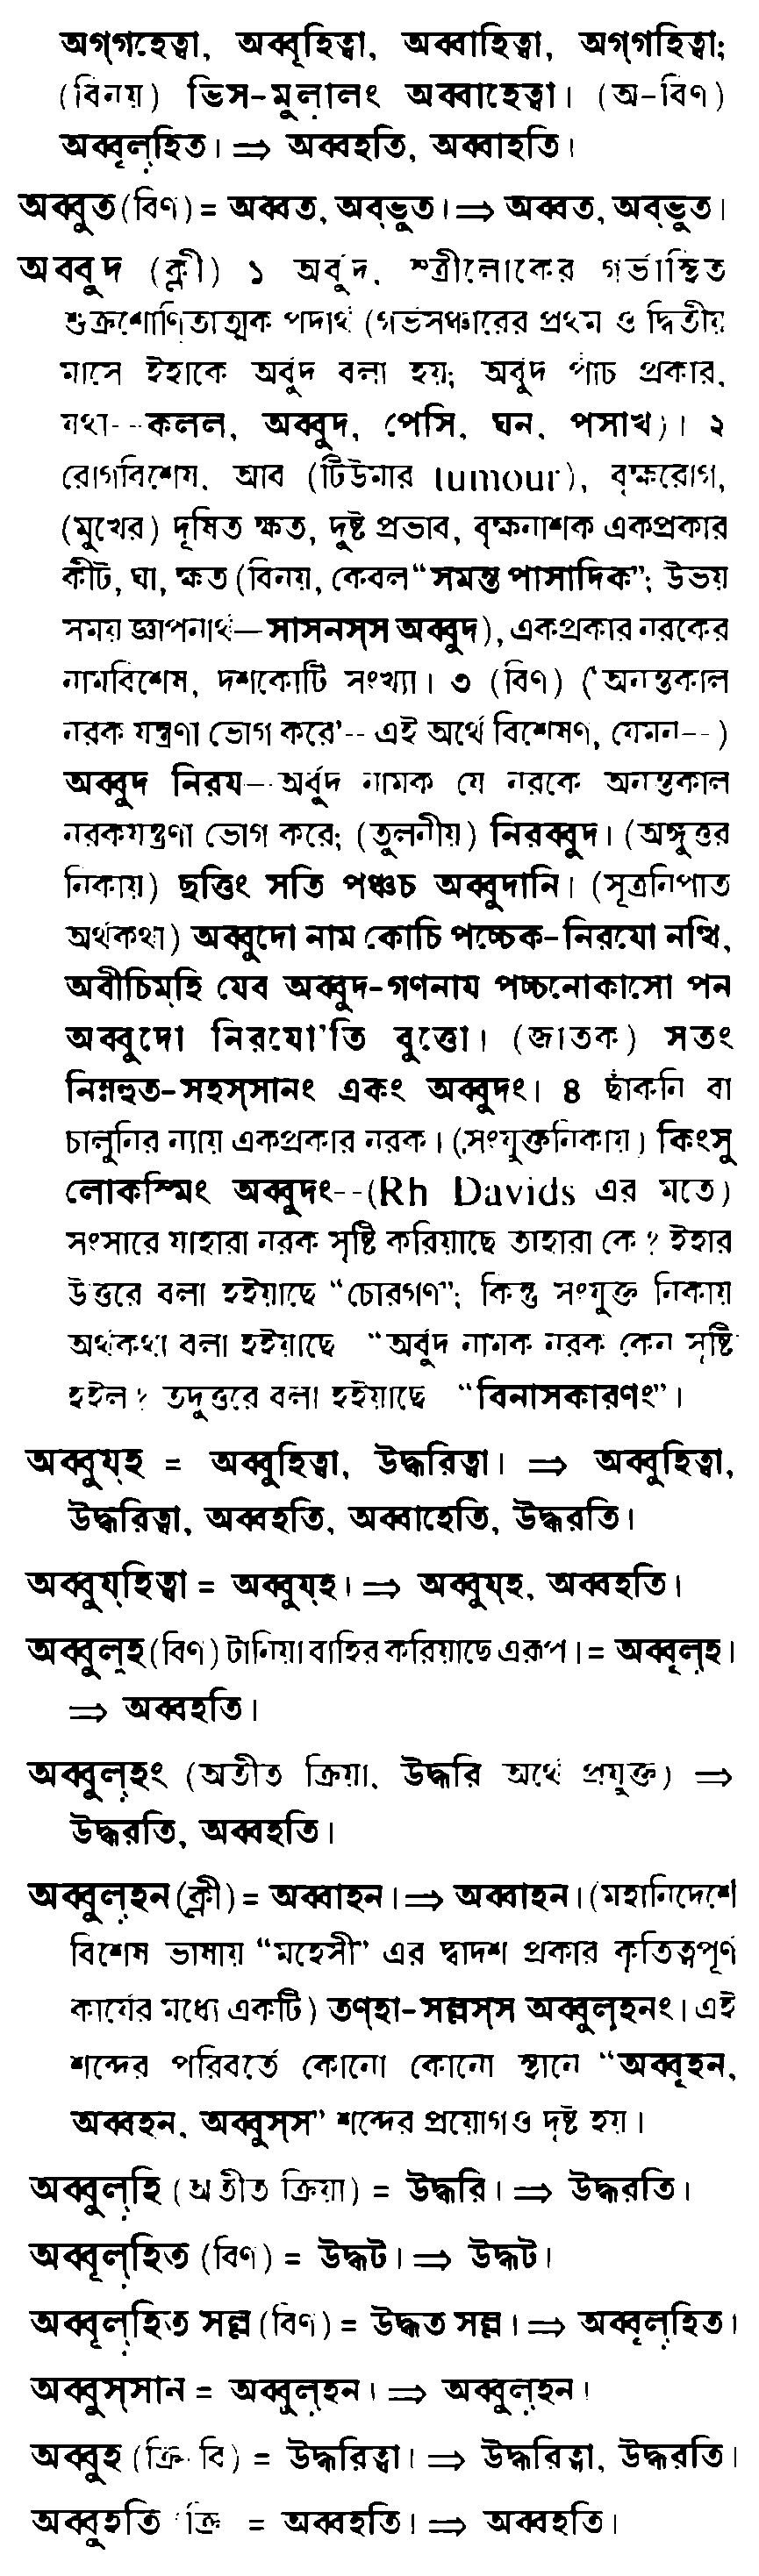 অগ্‌গহেত্বা, অব্বূহিত্বা, অব্বাহিত্বা, অগ্‌গহিত্বা;
(বিনয়) ভিস-মুলালং অব্বাহেত্বা। (অ-বিণ)
অব্বূল্‌হিত। ⇒ অব্বহতি, অব্বাহতি।
অব্বুত (বিণ) = অব্বত, অব্‌ভুত। ⇒ অব্বত, অব্‌ভুত।
অববুদ (ক্লী) ১ অর্বুদ, স্ত্রীলোকের গর্ভাস্থিত
শুক্রশোণিতাত্মক পদার্থ (গর্ভসঞ্চারের প্রথম ও দ্বিতীয়
মাসে ইহাকে অর্বুদ বলা হয়; অর্বুদ পাঁচ প্রকার,
যথা--কলল, অব্বুদ, পেসি, ঘন, পসাখ)। ২
রোগবিশেষ, আব (টিউমার tumour), বৃক্ষরোগ,
(মুখের) দূষিত ক্ষত, দুষ্ট প্রভাব, বৃক্ষনাশক একপ্রকার
কীট, ঘা, ক্ষত (বিনয়, কেবল “সমন্ত পাসাদিক”; উভয়
সময় জ্ঞাপনার্থ—সাসনস্‌স অব্বুদ), একপ্রকার নরকের
নামবিশেষ, দশকোটি সংখ্যা। ৩ (বিণ) (‘অনন্তকাল
নরক যন্ত্রণা ভোগ করে’-- এই অর্থে বিশেষণ, যেমন--)
অব্বুদ নিরয—অর্বুদ নামক যে নরকে অনন্তকাল
নরকযন্ত্রণা ভোগ করে; (তুলনীয়) নিরব্বুদ। (অঙ্গুত্তর
নিকায়) ছত্তিং সতি পঞ্চচ অব্বুদানি। (সূত্রনিপাত
অর্থকথা) অব্বুদো নাম কোচি পচ্চেক-নিরযো নত্থি,
অবীচিম্‌হি যেব অব্বুদ-গণনায পচ্চনোকাসো পন
অব্বুদো নিরযো’তি বুত্তো। (জাতক) সতং
নিন্নহুত-সহস্‌সানং একং অব্বুদং। ৪ ছাঁকনি বা
চালুনির ন্যায় একপ্রকার নরক। (সংযুক্তনিকায়) কিংসু
লোকস্মিং অব্বুদং--(Rh Davids এর মতে)
সংসারে যাহারা নরক সৃষ্টি করিয়াছে তাহারা কে? ইহার
উত্তরে বলা হইয়াছে “চোরগণ”; কিন্তু সংযুক্ত নিকায়
অর্থকথা বলা হইয়াছে “অর্বুদ নামক নরক কেন সৃষ্টি
হইল? তদুত্তরে বলা হইয়াছে “বিনাসকারণং”।
অব্বুয্‌হ = অব্বুহিত্বা, উদ্ধরিত্বা। ⇒ অব্বুহিত্বা,
উদ্ধরিত্বা, অব্বহতি, অব্বাহেতি, উদ্ধরতি।
অব্বুয্‌হিত্বা = অব্বুয্‌হ। ⇒ অব্বুয্‌হ, অব্বহতি।
অব্বুল্‌হ (বিণ) টানিয়া বাহির করিয়াছে এরূপ। = অব্বূল্‌হ।
⇒ অব্বহতি।
অব্বুল্‌হং (অতীত ক্রিয়া, উদ্ধরি অর্থে প্রযুক্ত) ⇒
উদ্ধরতি, অব্বহতি।
অব্বুল্‌হন (ক্লী) = অব্বাহন। ⇒ অব্বাহন। (মহানিদেশে
বিশেষ ভাষায় “মহেসী” এর দ্বাদশ প্রকার কৃতিত্বপূর্ণ
কার্যের মধ্যে একটি) তণ্‌হা-সল্লস্‌স অব্বুল্‌হনং। এই
শব্দের পরিবর্তে কোনো কোনো স্থানে “অব্বূহন,
অব্বহন, অব্বুস্‌স” শব্দের প্রয়োগও দৃষ্ট হয়।
অব্বুল্‌হি (অতীত ক্রিয়া) = উদ্ধরি। ⇒ উদ্ধরতি।
অব্বূল্‌হিত (বিণ) = উদ্ধট। ⇒ উদ্ধট।
অব্বূল্‌হিত সল্ল (বিণ) = উদ্ধত সল্ল। ⇒ অব্বূল্‌হিত।
অব্বুস্‌সান = অব্বুল্‌হন। ⇒ অব্বুল্‌হন।
অব্বুহ (ক্রি-বি) = উদ্ধরিত্বা। ⇒ উদ্ধরিত্বা, উদ্ধরতি।
অব্বুহতি ক্রি = অব্বহতি। ⇒ অব্বহতি।